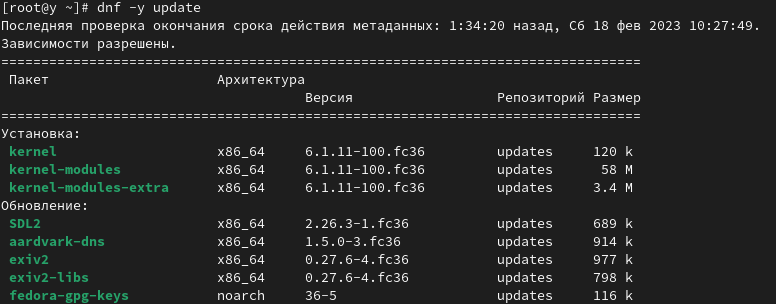 [root@y ~]# dnf -y update
Последняя проверка окончания срока действия метаданных: 1:34:20 назад, Сб 18 фев 2023 10:27:49.
Зависимости разрешены.
================================================================================
Пакет Архитектура
Версия Репозиторий Размер
================================================================================
Установка:
kernel x86_64 6.1.11-100.fc36 updates 120 k
kernel-modules x86_64 6.1.11-100.fc36 updates 58 M
kernel-modules-extra x86_64 6.1.11-100.fc36 updates 3.4 M
Обновление:
SDL2 x86_64 2.26.3-1.fc36 updates 689 k
aardvark-dns x86_64 1.5.0-3.fc36 updates 914 k
exiv2 x86_64 0.27.6-4.fc36 updates 977 k
exiv2-libs x86_64 0.27.6-4.fc36 updates 798 k
fedora-gpg-keys noarch 36-5 updates 116 k